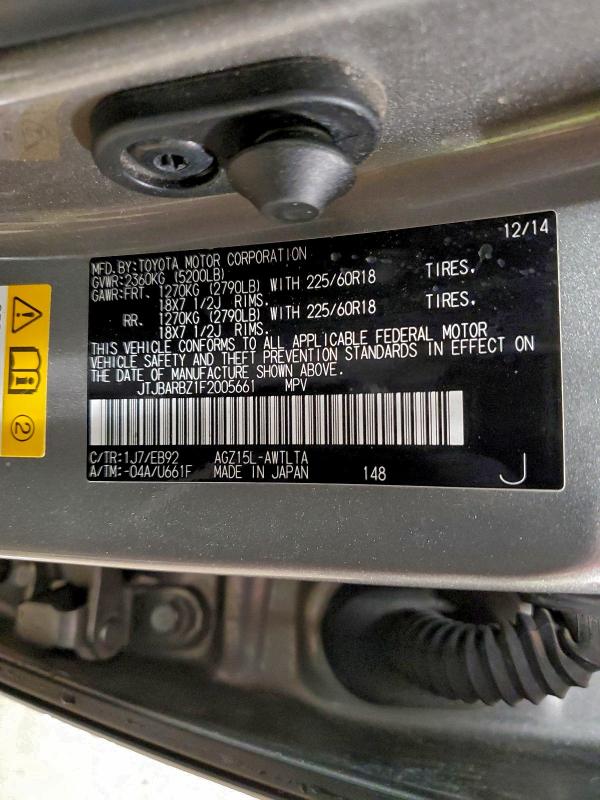 12/14
MFD.BY:TOYOTA MOTOR CORPORATION
GVWR:2360KG (5200LB)
GAWR:FRT. 1270KG (2790LB) WITH 225/60R18 TIRES.
18X7 1/2J RIMS.
RR. 1270KG (2790LB) WITH 225/60R18 TIRES.
18X7 1/2J RIMS.
THIS VEHICLE CONFORMS TO ALL APPLICABLE FEDERAL MOTOR
VEHICLE SAFETY AND THEFT PREVENTION STANDARDS IN EFFECT ON
THE DATE OF MANUFACTURE SHOWN ABOVE.
JTJBARBZ1F2005661 MPV
C/TR:1J7/EB92 AGZ15L-AWTLTA
A/TM:-04A/U661F MADE IN JAPAN 148 J
2